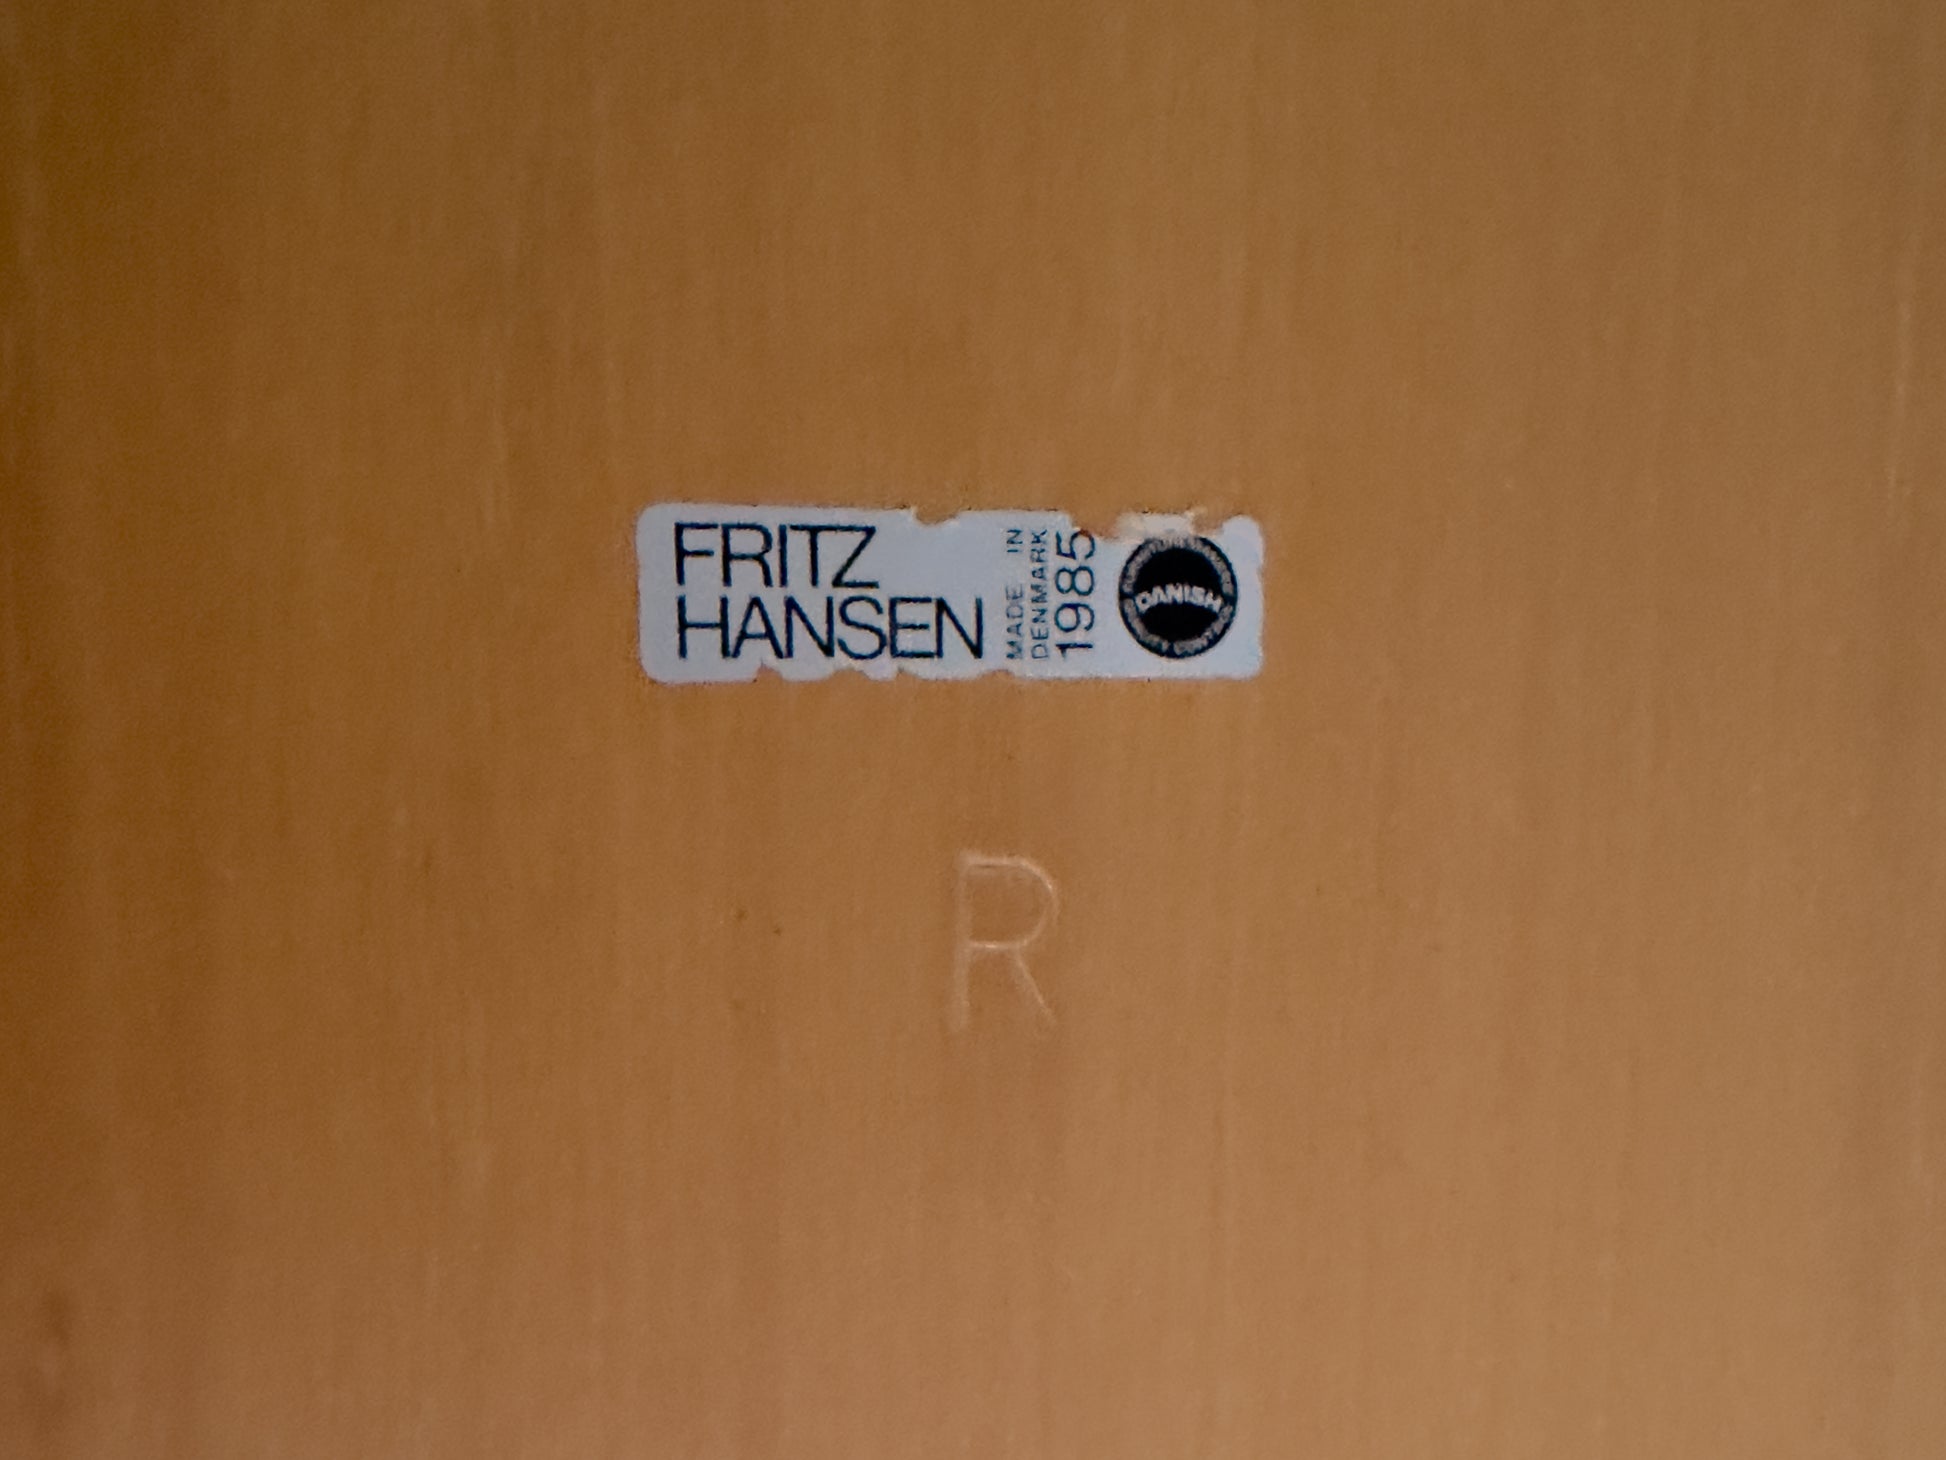 FRITZ
HANSEN
MADE IN
DENMARK
1985
DANISH
R